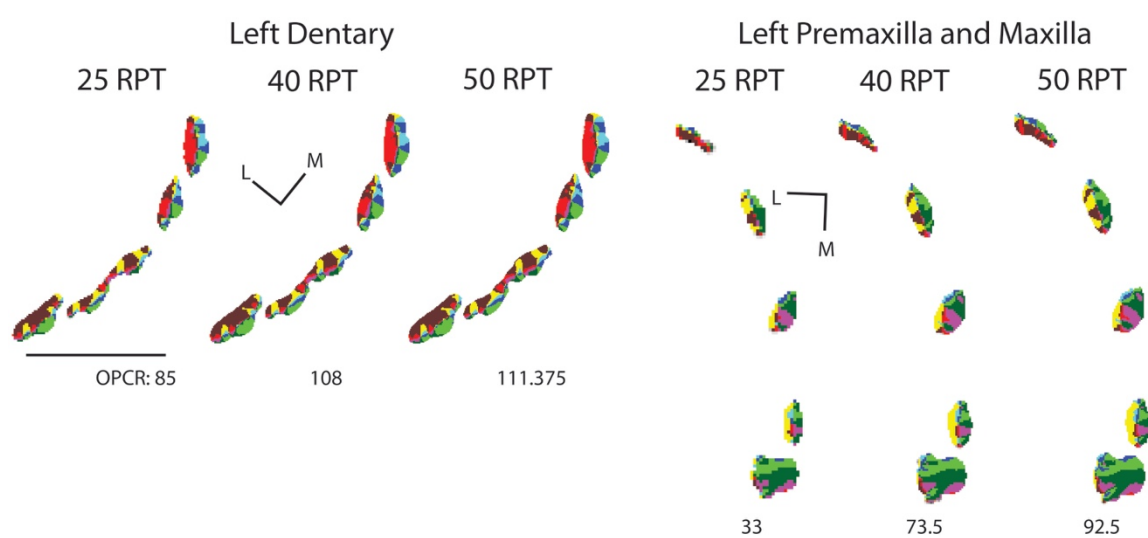 Left Dentary
25 RPT 40 RPT 50 RPT
L M
OPCR: 85 108 111.375
Left Premaxilla and Maxilla
25 RPT 40 RPT 50 RPT
L
M
33 73.5 92.5